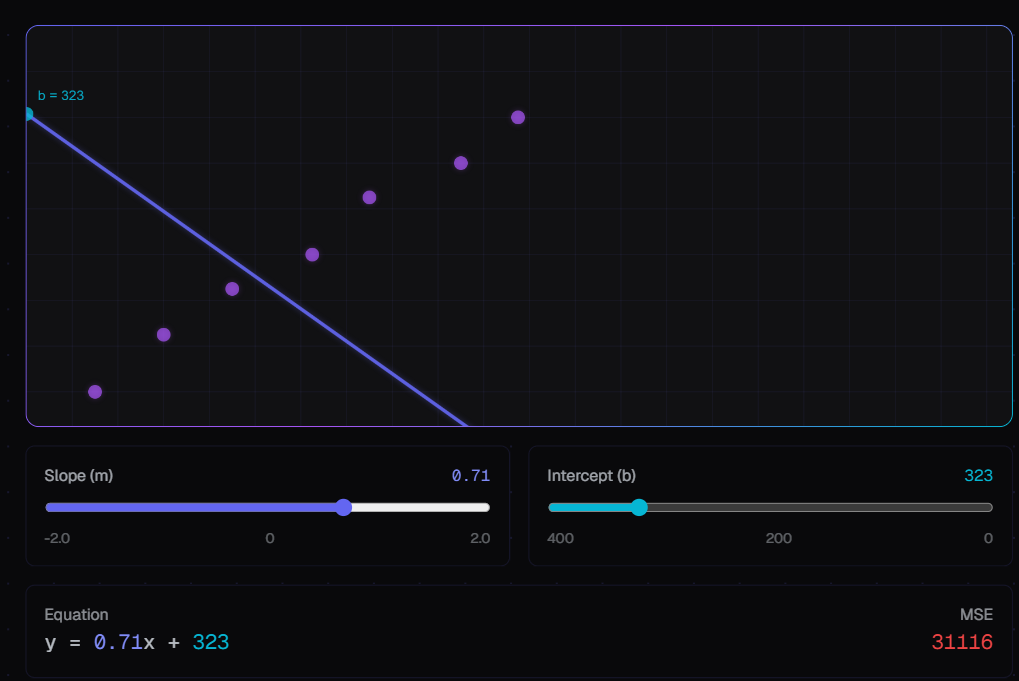 b = 323
Slope (m) 0.71
-2.0 0 2.0
Intercept (b) 323
400 200 0
Equation
y = 0.71x + 323
MSE
31116